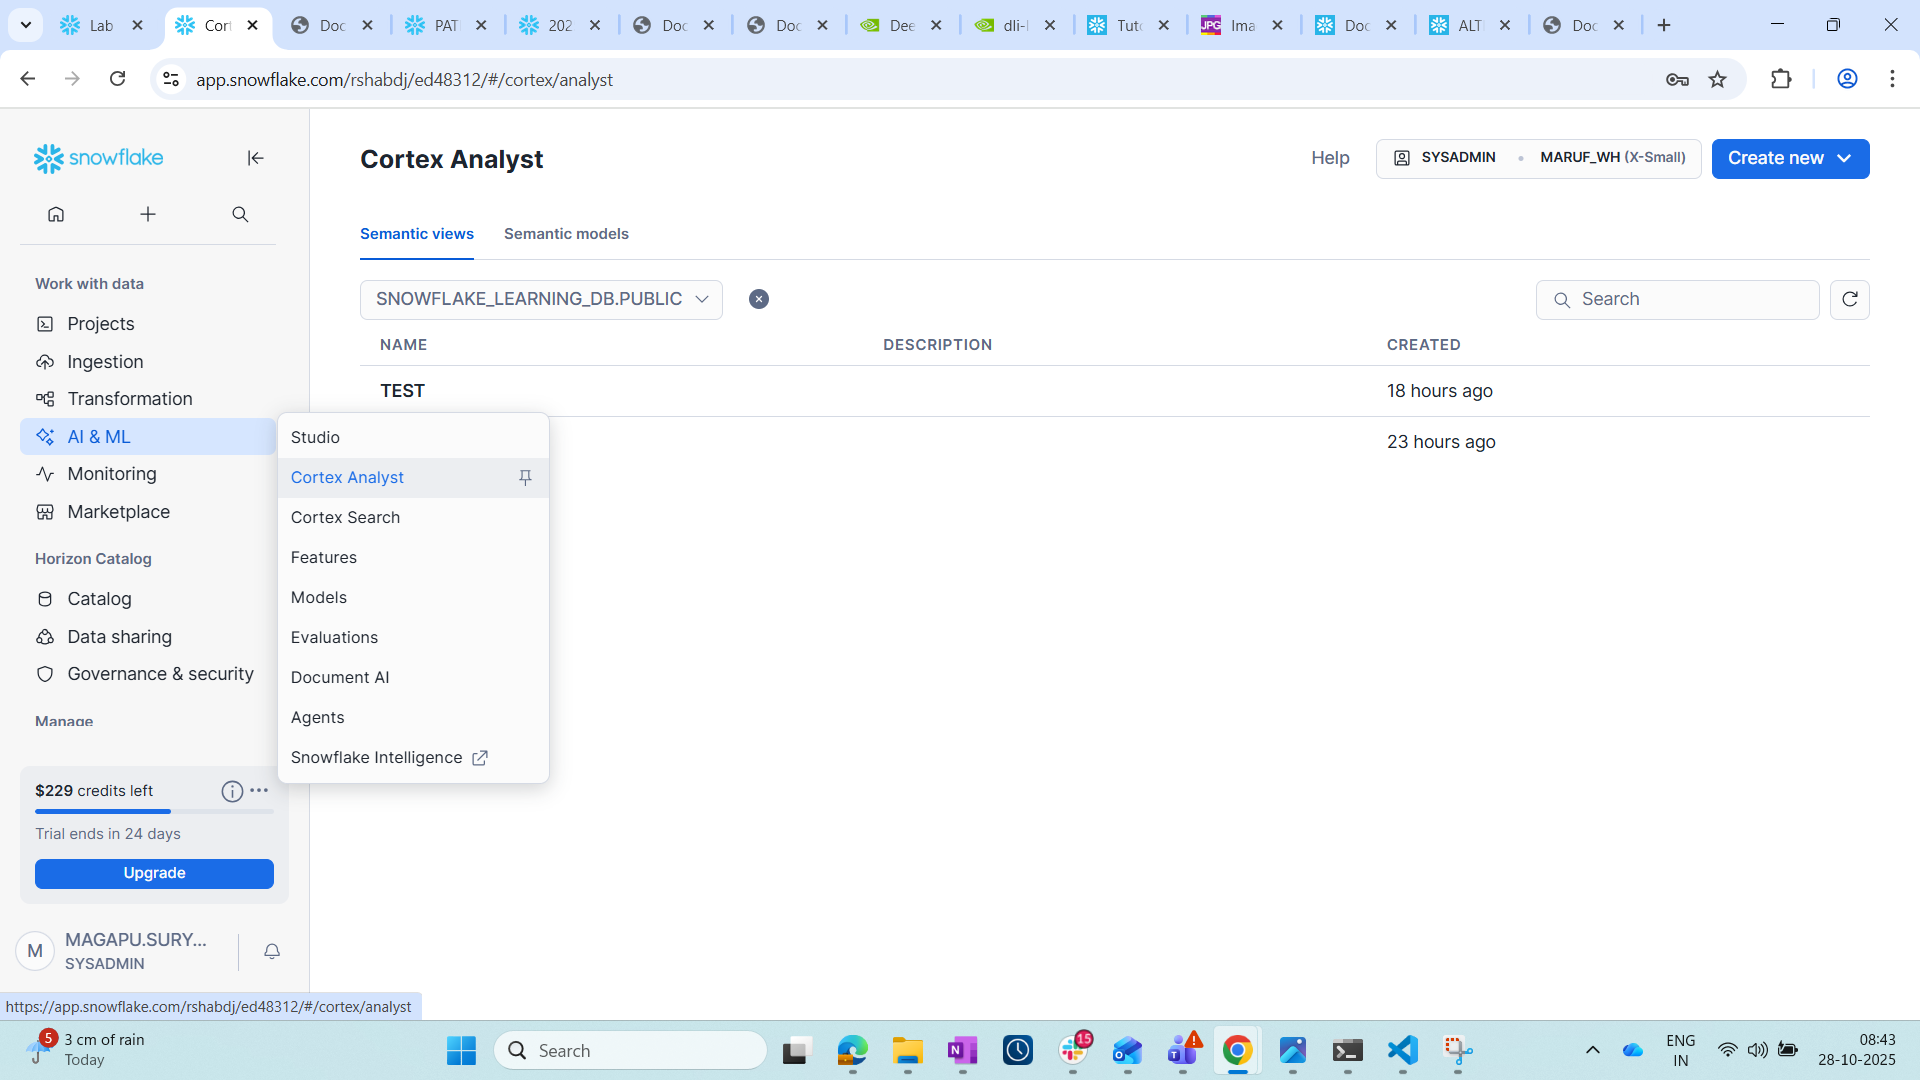 Lab
Cort
Doc
PAT
202
Doc
Doc
Dee
dli-l
Tuto
JPG
Ima
Doc
ALT
Doc
app.snowflake.com/rshabdj/ed48312/#/cortex/analyst
snowflake
Work with data
Projects
Ingestion
Transformation
AI & ML
Monitoring
Marketplace
Horizon Catalog
Catalog
Data sharing
Governance & security
Manage
$229 credits left
Trial ends in 24 days
Upgrade
M
MAGAPU.SURY...
SYSADMIN
Studio
Cortex Analyst
Cortex Search
Features
Models
Evaluations
Document AI
Agents
Snowflake Intelligence
Cortex Analyst
Help
SYSADMIN • MARUF_WH (X-Small)
Create new
Semantic views
Semantic models
SNOWFLAKE_LEARNING_DB.PUBLIC
Search
NAME DESCRIPTION CREATED
TEST 18 hours ago
23 hours ago
https://app.snowflake.com/rshabdj/ed48312/#/cortex/analyst
5
3 cm of rain
Today
Search
15
ENG
IN
08:43
28-10-2025